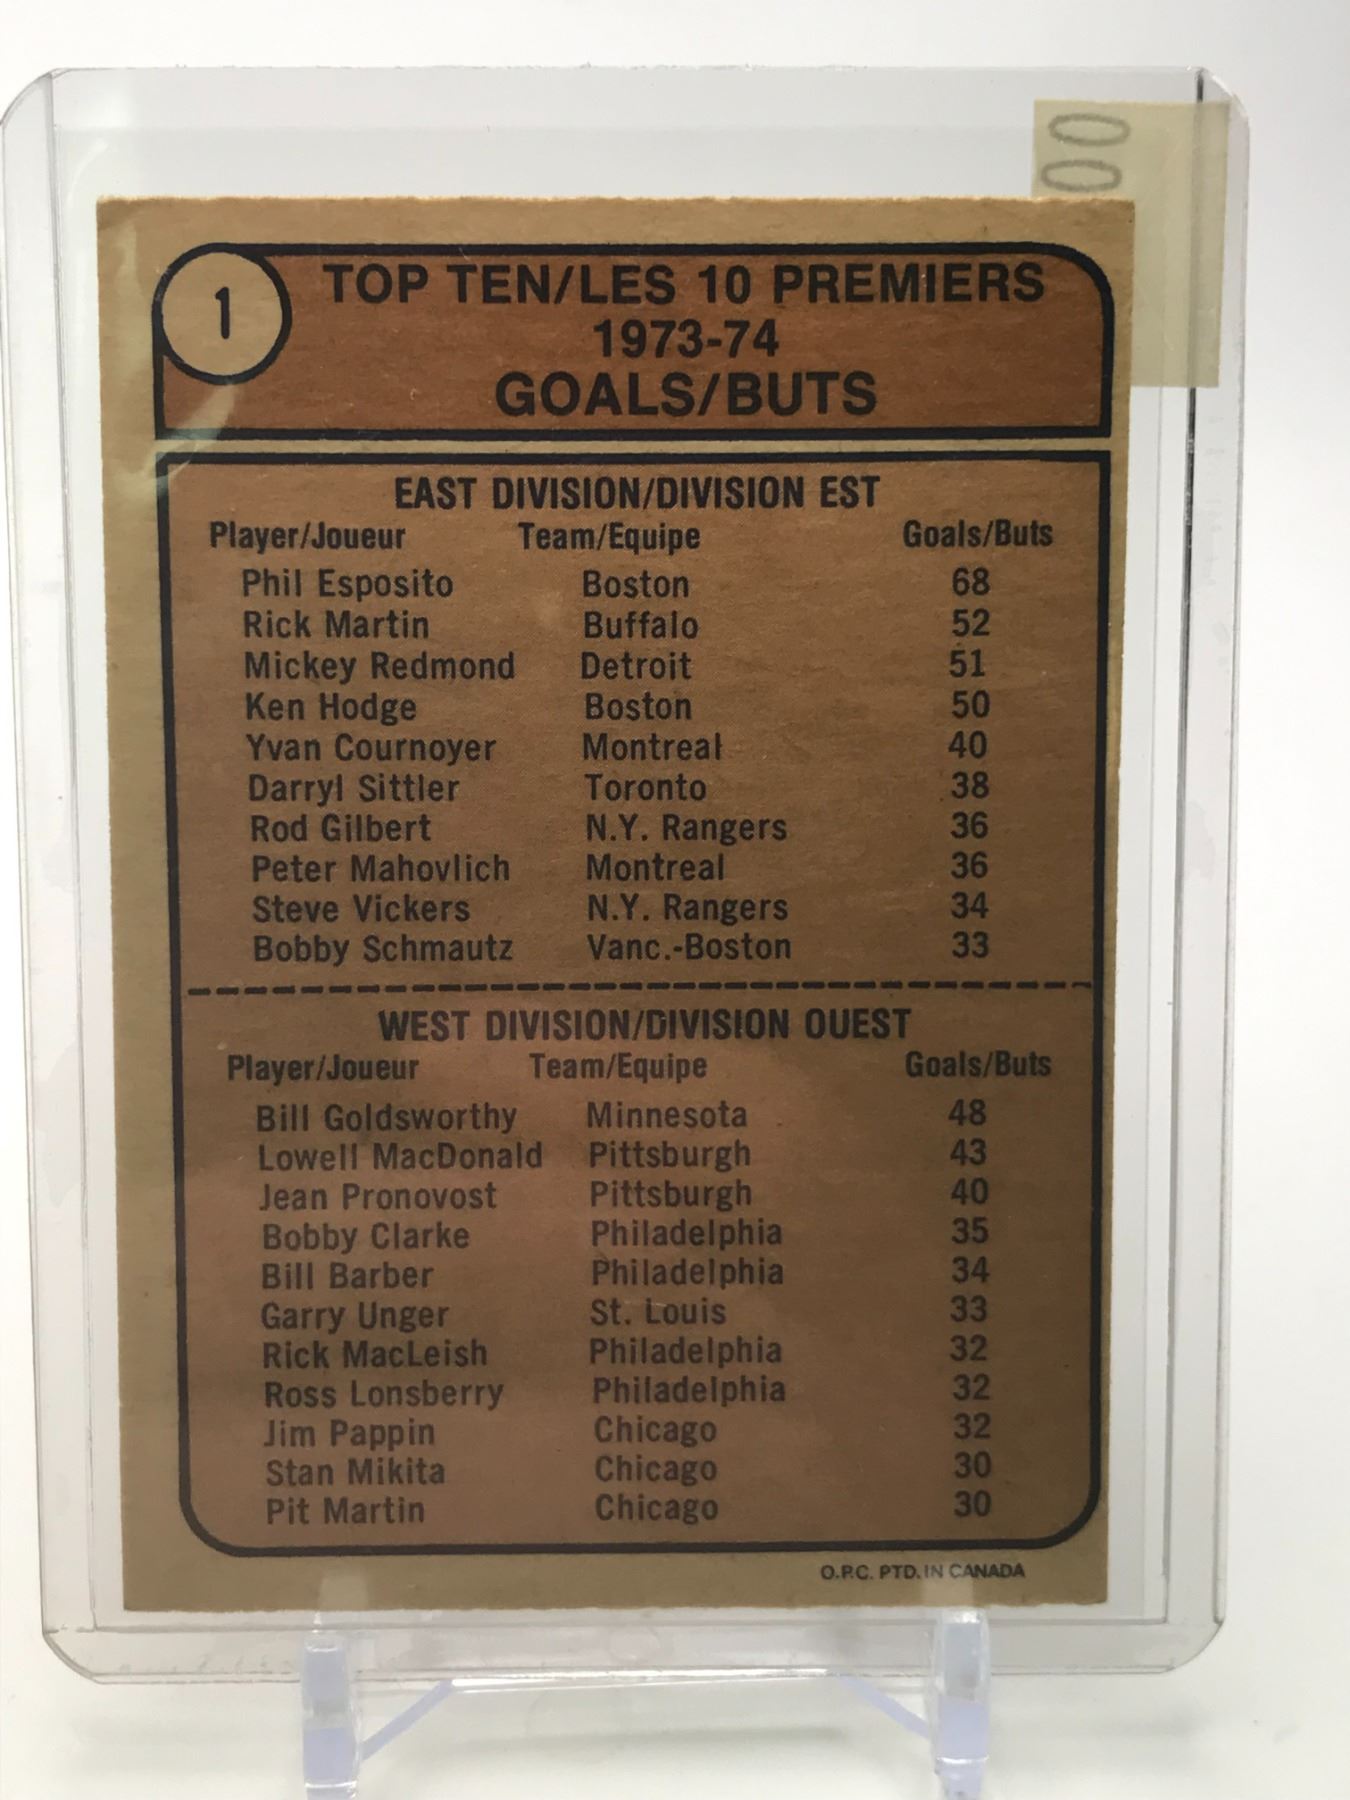 00
1
TOP TEN/LES 10 PREMIERS
1973-74
GOALS/BUTS
EAST DIVISION/DIVISION EST
Player/Joueur Team/Equipe Goals/Buts
Phil Esposito Boston 68
Rick Martin Buffalo 52
Mickey Redmond Detroit 51
Ken Hodge Boston 50
Yvan Cournoyer Montreal 40
Darryl Sittler Toronto 38
Rod Gilbert N.Y. Rangers 36
Peter Mahovlich Montreal 36
Steve Vickers N.Y. Rangers 34
Bobby Schmautz Vanc.-Boston 33
WEST DIVISION/DIVISION OUEST
Player/Joueur Team/Equipe Goals/Buts
Bill Goldsworthy Minnesota 48
Lowell MacDonald Pittsburgh 43
Jean Pronovost Pittsburgh 40
Bobby Clarke Philadelphia 35
Bill Barber Philadelphia 34
Garry Unger St. Louis 33
Rick MacLeish Philadelphia 32
Ross Lonsberry Philadelphia 32
Jim Pappin Chicago 32
Stan Mikita Chicago 30
Pit Martin Chicago 30
O.P.C. PTD. IN CANADA